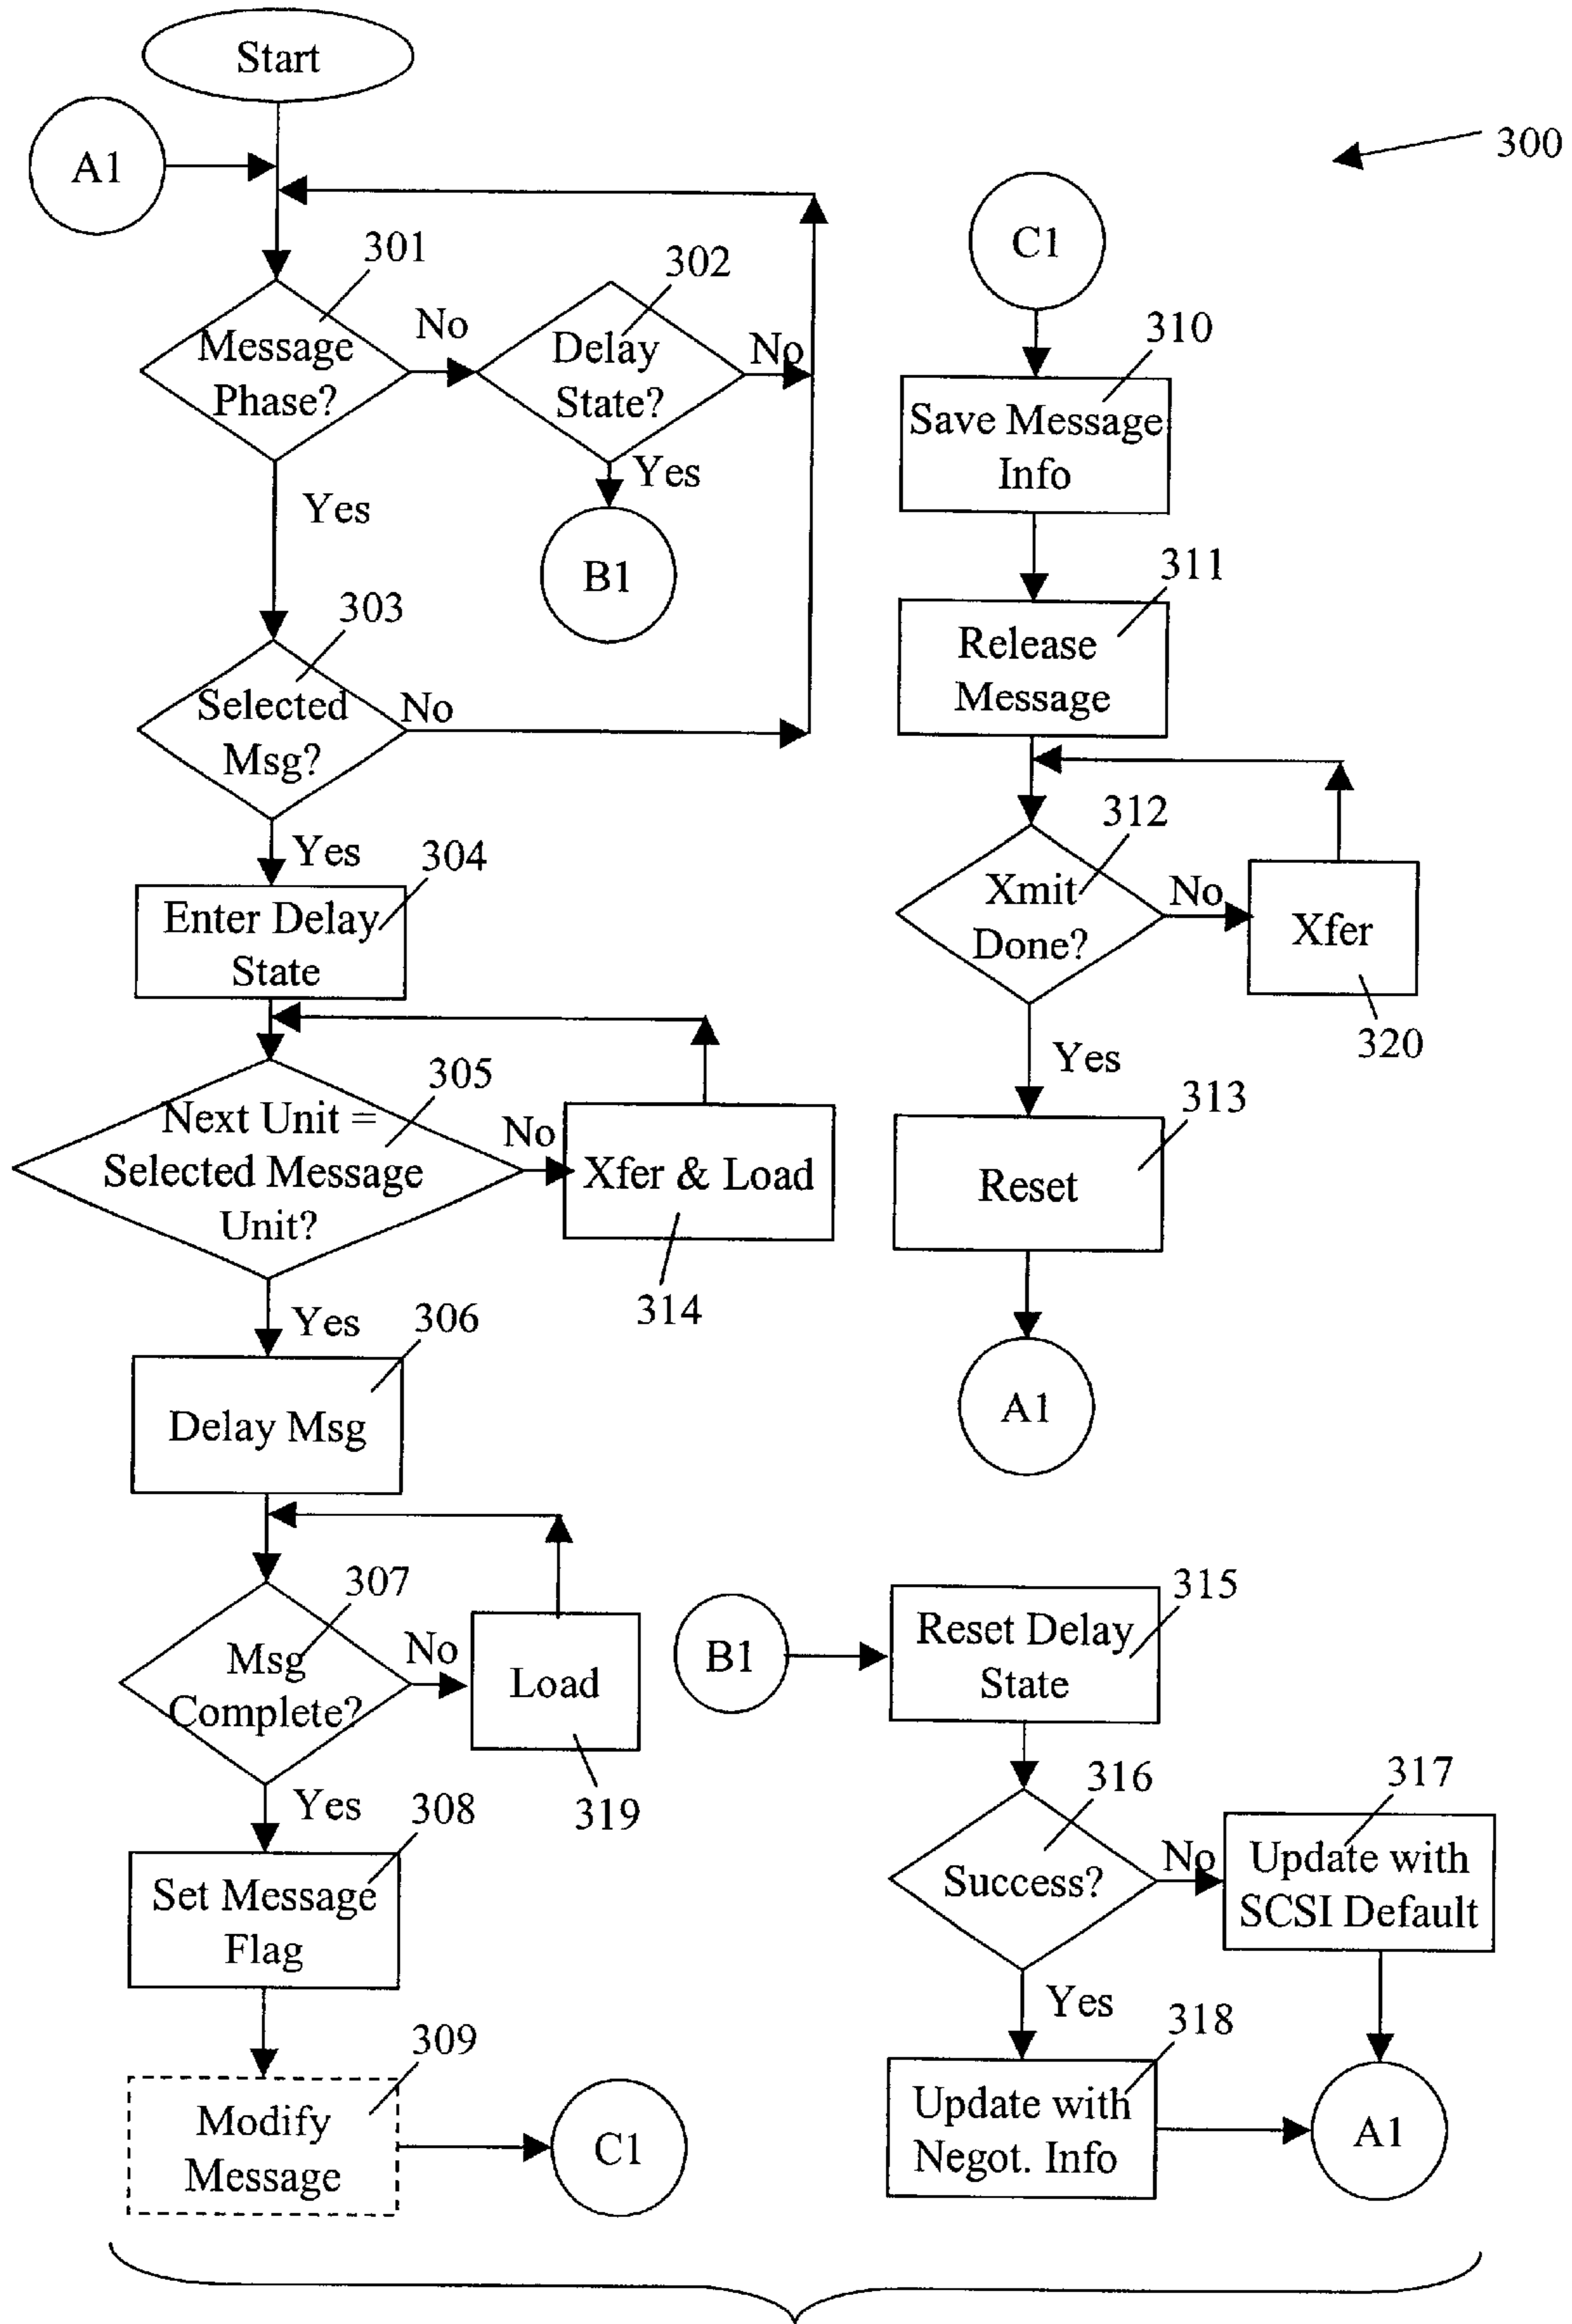 Start
A1
300
301
Message
Phase?
No
302
Delay
State?
No
Yes
Yes
B1
303
Selected
Msg?
No
Yes
304
Enter Delay
State
305
Next Unit =
Selected Message
Unit?
No
Xfer & Load
314
Yes
306
Delay Msg
307
Msg
Complete?
No
Load
319
Yes
308
Set Message
Flag
309
Modify
Message
C1
C1
310
Save Message
Info
311
Release
Message
312
Xmit
Done?
No
Xfer
320
Yes
313
Reset
A1
B1
315
Reset Delay
State
316
Success?
No
317
Update with
SCSI Default
Yes
318
Update with
Negot. Info
A1